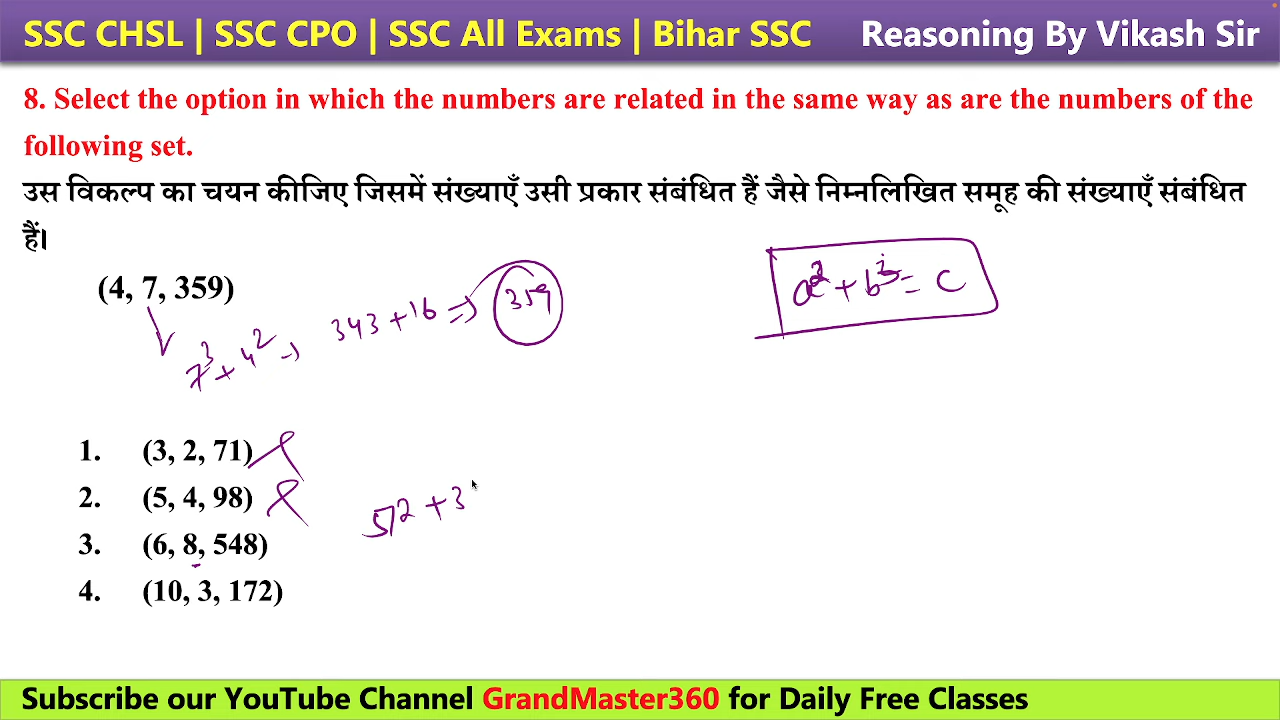 SSC CHSL | SSC CPO | SSC All Exams | Bihar SSC Reasoning By Vikash Sir
8. Select the option in which the numbers are related in the same way as are the numbers of the
following set.
उस विकल्प का चयन कीजिए जिसमें संख्याएँ उसी प्रकार संबंधित हैं जैसे निम्नलिखित समूह की संख्याएँ संबंधित
हैं।
(4, 7, 359)
7³ + 4² => 343 + 16 => 359
a² + b³ = c
1. (3, 2, 71)
2. (5, 4, 98)
5² + 3
3. (6, 8, 548)
4. (10, 3, 172)
Subscribe our YouTube Channel GrandMaster360 for Daily Free Classes